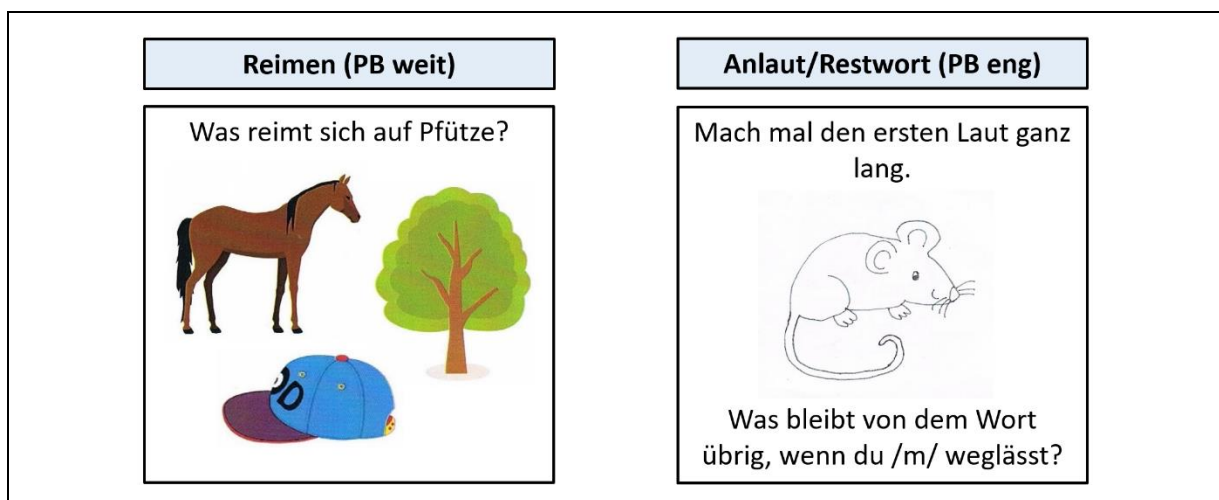 Reimen (PB weit)
Was reimt sich auf Pfütze?
Anlaut/Restwort (PB eng)
Mach mal den ersten Laut ganz
lang.
Was bleibt von dem Wort
übrig, wenn du /m/ weglässt?